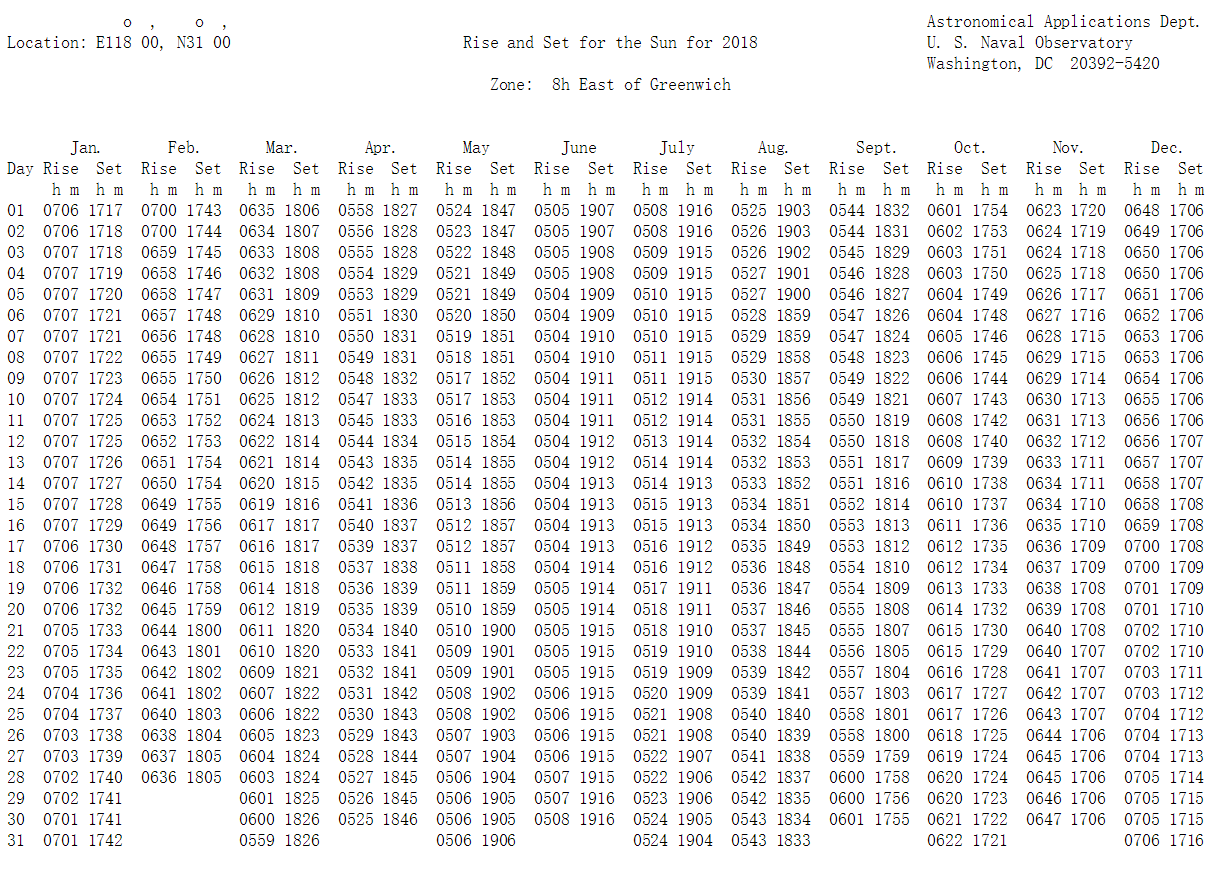 o  ,     o  ,                                                                          Astronomical Applications Dept.
Location: E118 00, N31 00                          Rise and Set for the Sun for 2018                   U. S. Naval Observatory
Washington, DC  20392-5420
Zone:  8h East of Greenwich
Jan.       Feb.       Mar.       Apr.       May        June       July       Aug.       Sept.      Oct.       Nov.       Dec.
Day Rise  Set  Rise  Set  Rise  Set  Rise  Set  Rise  Set  Rise  Set  Rise  Set  Rise  Set  Rise  Set  Rise  Set  Rise  Set  Rise  Set
h m  h m   h m  h m   h m  h m   h m  h m   h m  h m   h m  h m   h m  h m   h m  h m   h m  h m   h m  h m   h m  h m   h m  h m
01  0706 1717  0700 1743  0635 1806  0558 1827  0524 1847  0505 1907  0508 1916  0525 1903  0544 1832  0601 1754  0623 1720  0648 1706
02  0706 1718  0700 1744  0634 1807  0556 1828  0523 1847  0505 1907  0508 1916  0526 1903  0544 1831  0602 1753  0624 1719  0649 1706
03  0707 1718  0659 1745  0633 1808  0555 1828  0522 1848  0505 1908  0509 1915  0526 1902  0545 1829  0603 1751  0624 1718  0650 1706
04  0707 1719  0658 1746  0632 1808  0554 1829  0521 1849  0505 1908  0509 1915  0527 1901  0546 1828  0603 1750  0625 1718  0650 1706
05  0707 1720  0658 1747  0631 1809  0553 1829  0521 1849  0504 1909  0510 1915  0527 1900  0546 1827  0604 1749  0626 1717  0651 1706
06  0707 1721  0657 1748  0629 1810  0551 1830  0520 1850  0504 1909  0510 1915  0528 1859  0547 1826  0604 1748  0627 1716  0652 1706
07  0707 1721  0656 1748  0628 1810  0550 1831  0519 1851  0504 1910  0510 1915  0529 1859  0547 1824  0605 1746  0628 1715  0653 1706
08  0707 1722  0655 1749  0627 1811  0549 1831  0518 1851  0504 1910  0511 1915  0529 1858  0548 1823  0606 1745  0629 1715  0653 1706
09  0707 1723  0655 1750  0626 1812  0548 1832  0517 1852  0504 1911  0511 1915  0530 1857  0549 1822  0606 1744  0629 1714  0654 1706
10  0707 1724  0654 1751  0625 1812  0547 1833  0517 1853  0504 1911  0512 1914  0531 1856  0549 1821  0607 1743  0630 1713  0655 1706
11  0707 1725  0653 1752  0624 1813  0545 1833  0516 1853  0504 1911  0512 1914  0531 1855  0550 1819  0608 1742  0631 1713  0656 1706
12  0707 1725  0652 1753  0622 1814  0544 1834  0515 1854  0504 1912  0513 1914  0532 1854  0550 1818  0608 1740  0632 1712  0656 1707
13  0707 1726  0651 1754  0621 1814  0543 1835  0514 1855  0504 1912  0514 1914  0532 1853  0551 1817  0609 1739  0633 1711  0657 1707
14  0707 1727  0650 1754  0620 1815  0542 1835  0514 1855  0504 1913  0514 1913  0533 1852  0551 1816  0610 1738  0634 1711  0658 1707
15  0707 1728  0649 1755  0619 1816  0541 1836  0513 1856  0504 1913  0515 1913  0534 1851  0552 1814  0610 1737  0634 1710  0658 1708
16  0707 1729  0649 1756  0617 1817  0540 1837  0512 1857  0504 1913  0515 1913  0534 1850  0553 1813  0611 1736  0635 1710  0659 1708
17  0706 1730  0648 1757  0616 1817  0539 1837  0512 1857  0504 1913  0516 1912  0535 1849  0553 1812  0612 1735  0636 1709  0700 1708
18  0706 1731  0647 1758  0615 1818  0537 1838  0511 1858  0504 1914  0516 1912  0536 1848  0554 1810  0612 1734  0637 1709  0700 1709
19  0706 1732  0646 1758  0614 1818  0536 1839  0511 1859  0505 1914  0517 1911  0536 1847  0554 1809  0613 1733  0638 1708  0701 1709
20  0706 1732  0645 1759  0612 1819  0535 1839  0510 1859  0505 1914  0518 1911  0537 1846  0555 1808  0614 1732  0639 1708  0701 1710
21  0705 1733  0644 1800  0611 1820  0534 1840  0510 1900  0505 1915  0518 1910  0537 1845  0555 1807  0615 1730  0640 1708  0702 1710
22  0705 1734  0643 1801  0610 1820  0533 1841  0509 1901  0505 1915  0519 1910  0538 1844  0556 1805  0615 1729  0640 1707  0702 1710
23  0705 1735  0642 1802  0609 1821  0532 1841  0509 1901  0505 1915  0519 1909  0539 1842  0557 1804  0616 1728  0641 1707  0703 1711
24  0704 1736  0641 1802  0607 1822  0531 1842  0508 1902  0506 1915  0520 1909  0539 1841  0557 1803  0617 1727  0642 1707  0703 1712
25  0704 1737  0640 1803  0606 1822  0530 1843  0508 1902  0506 1915  0521 1908  0540 1840  0558 1801  0617 1726  0643 1707  0704 1712
26  0703 1738  0638 1804  0605 1823  0529 1843  0507 1903  0506 1915  0521 1908  0540 1839  0558 1800  0618 1725  0644 1706  0704 1713
27  0703 1739  0637 1805  0604 1824  0528 1844  0507 1904  0506 1915  0522 1907  0541 1838  0559 1759  0619 1724  0645 1706  0704 1713
28  0702 1740  0636 1805  0603 1824  0527 1845  0506 1904  0507 1915  0522 1906  0542 1837  0600 1758  0620 1724  0645 1706  0705 1714
29  0702 1741             0601 1825  0526 1845  0506 1905  0507 1916  0523 1906  0542 1835  0600 1756  0620 1723  0646 1706  0705 1715
30  0701 1741             0600 1826  0525 1846  0506 1905  0508 1916  0524 1905  0543 1834  0601 1755  0621 1722  0647 1706  0705 1715
31  0701 1742             0559 1826             0506 1906             0524 1904  0543 1833             0622 1721             0706 1716